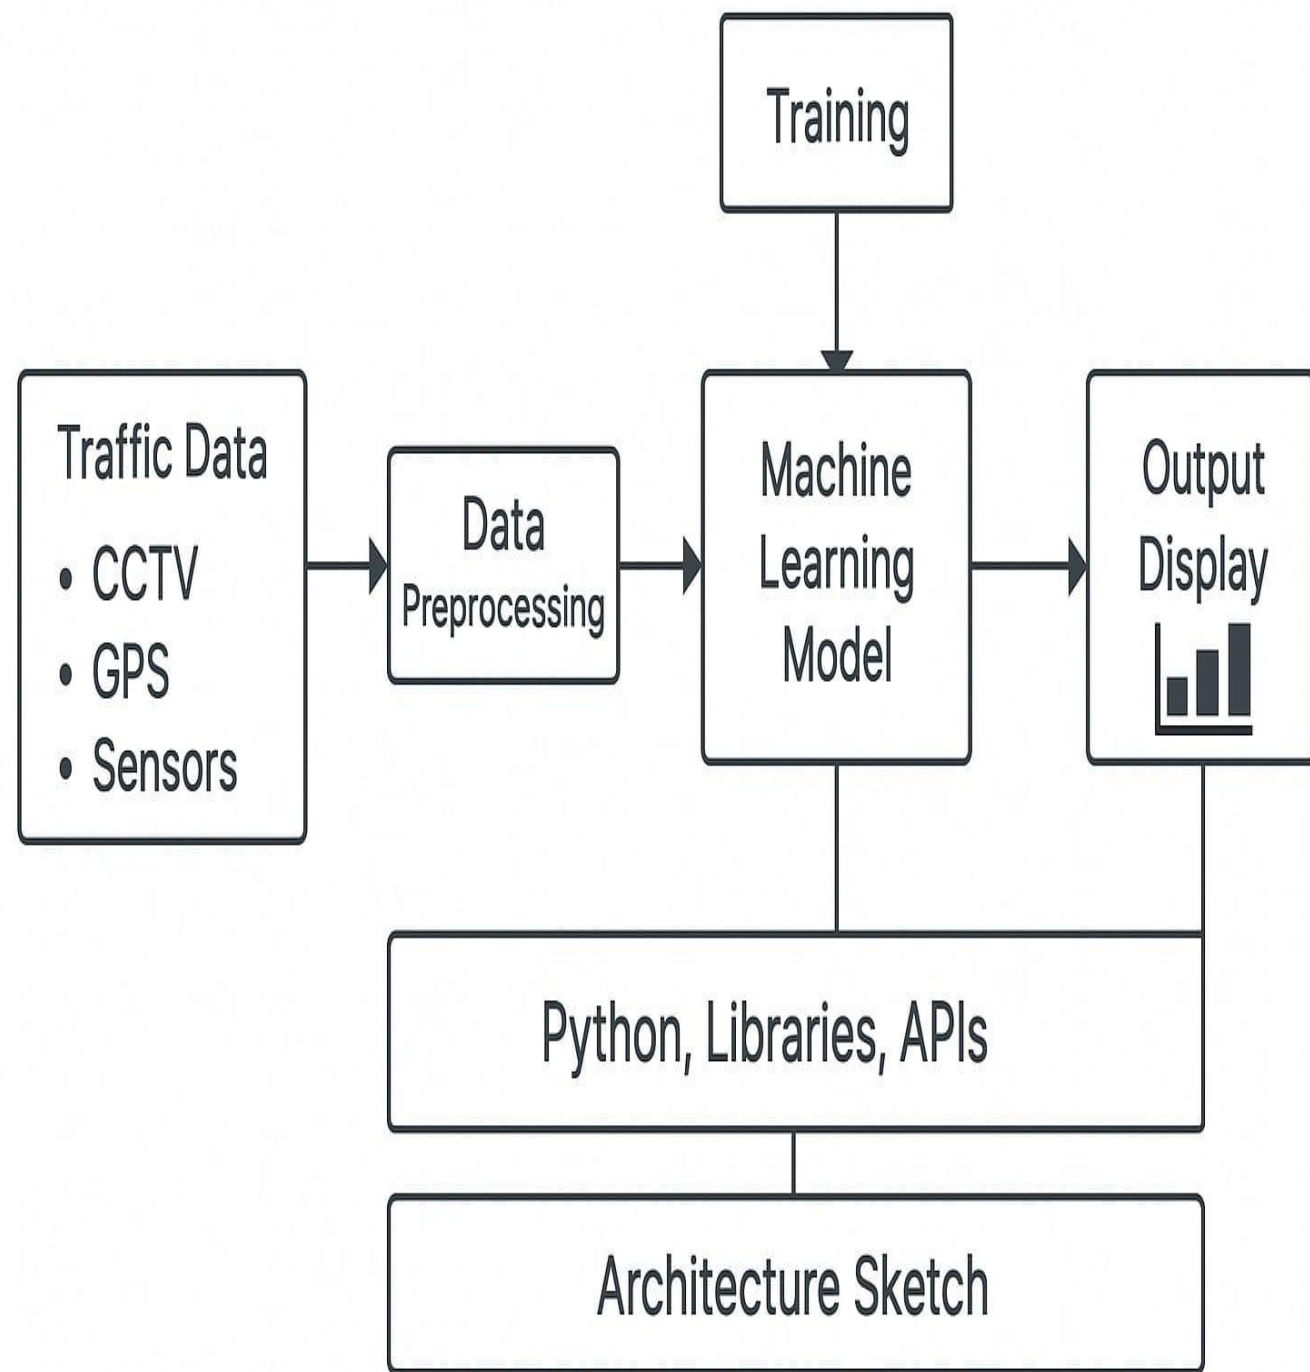 Training
Traffic Data
• CCTV
• GPS
• Sensors
Data
Preprocessing
Machine
Learning
Model
Output
Display
Python, Libraries, APIs
Architecture Sketch